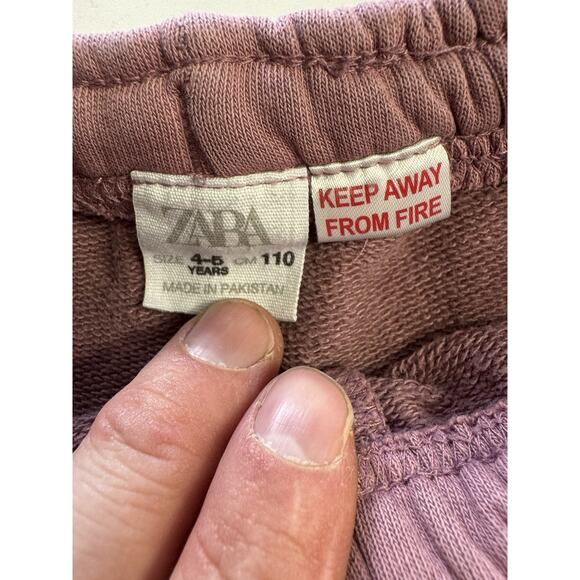 ZARA
SIZE 4-5 CM 110
YEARS
MADE IN PAKISTAN
KEEP AWAY
FROM FIRE